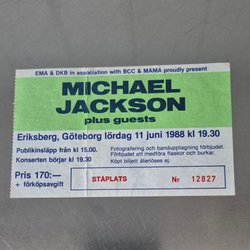 EMA & DKB in association with BCC & MAMA proudly present
MICHAEL
JACKSON
plus guests
Eriksberg, Göteborg lördag 11 juni 1988 kl 19.30
Publikinsläpp från kl 15.00.
Konserten börjar kl 19.30.
Fotografering och bandupptagning förbjudet.
Förbjudet att medföra flaskor och burkar.
Köpt biljett återlöses ej.
Pris 170:—
+ förköpsavgift
STÅPLATS
Nr 12827